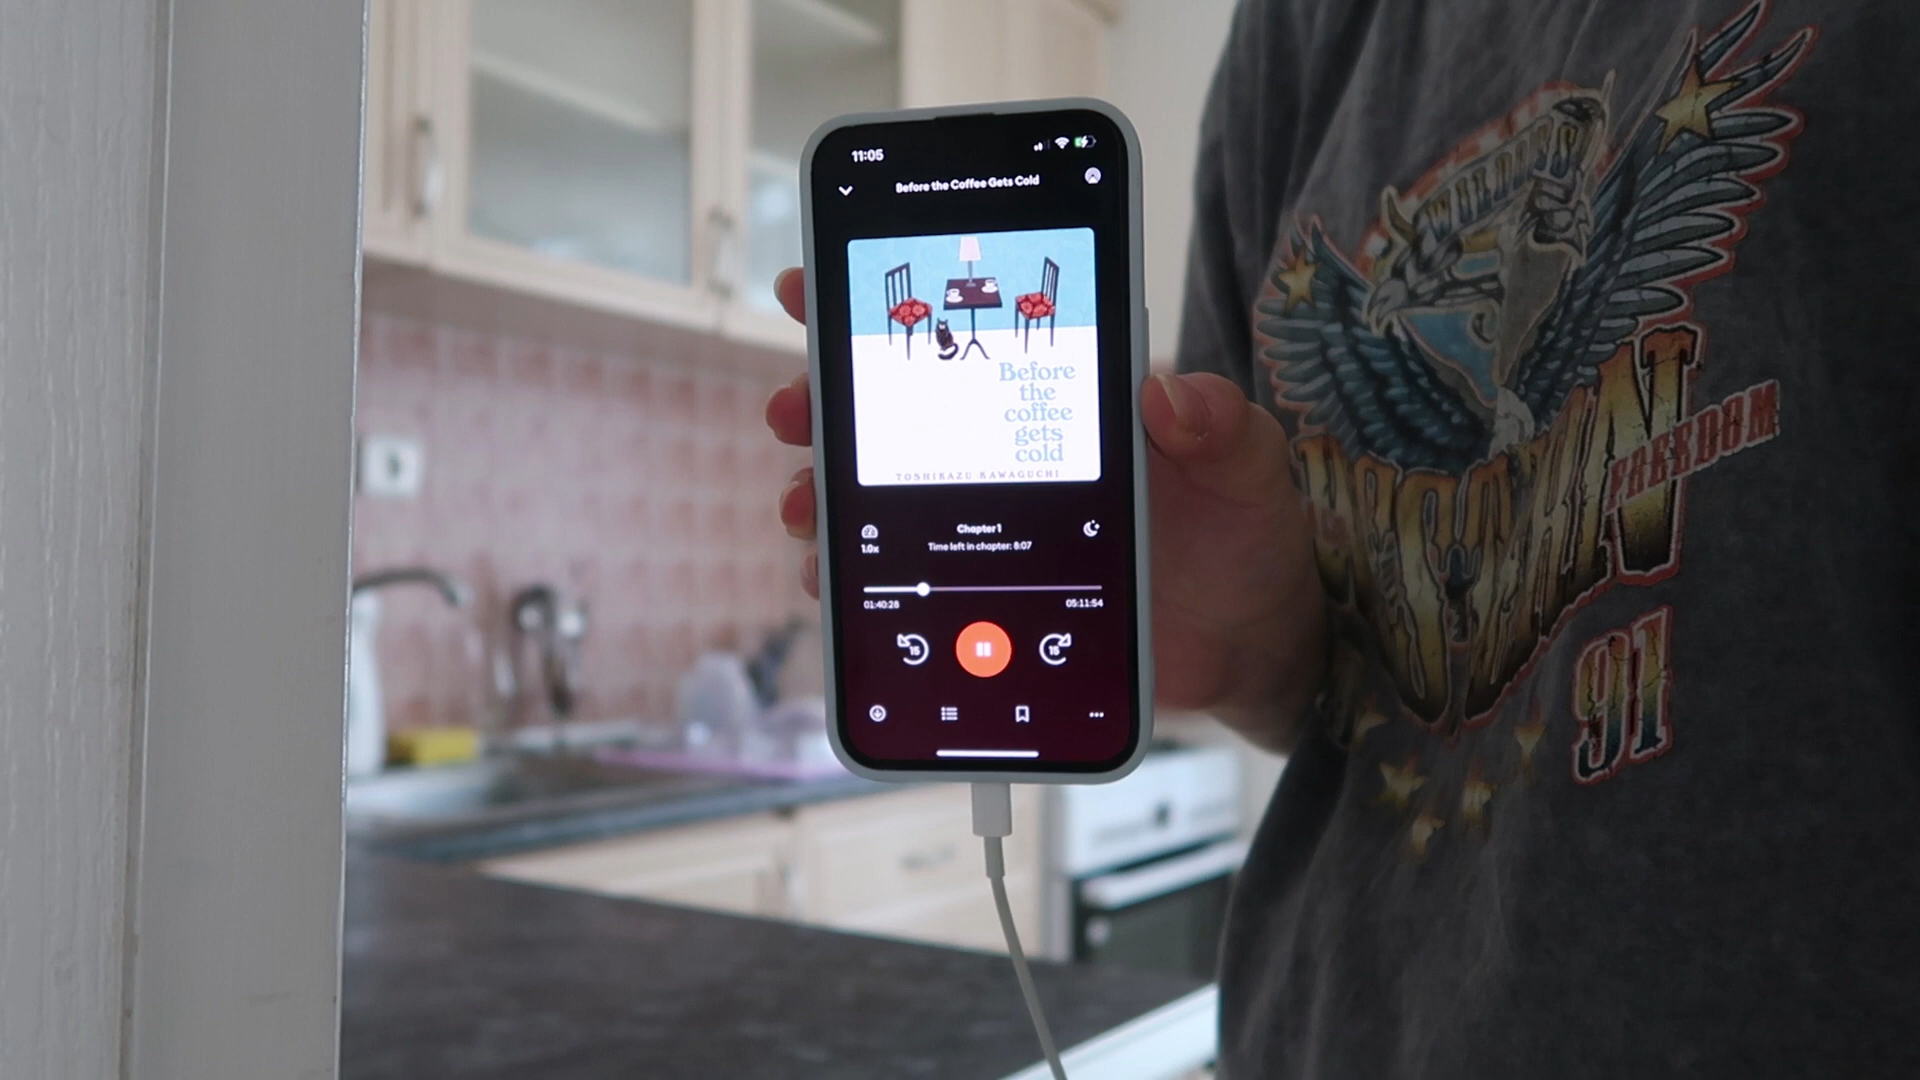 11:05
Before the Coffee Gets Cold
Before
the
coffee
gets
cold
TOSHIKAZU KAWAGUCHI
Chapter 1
1.0x
Time left in chapter: 8:07
01:40:28
05:11:54
15
15
FREEDOM
91